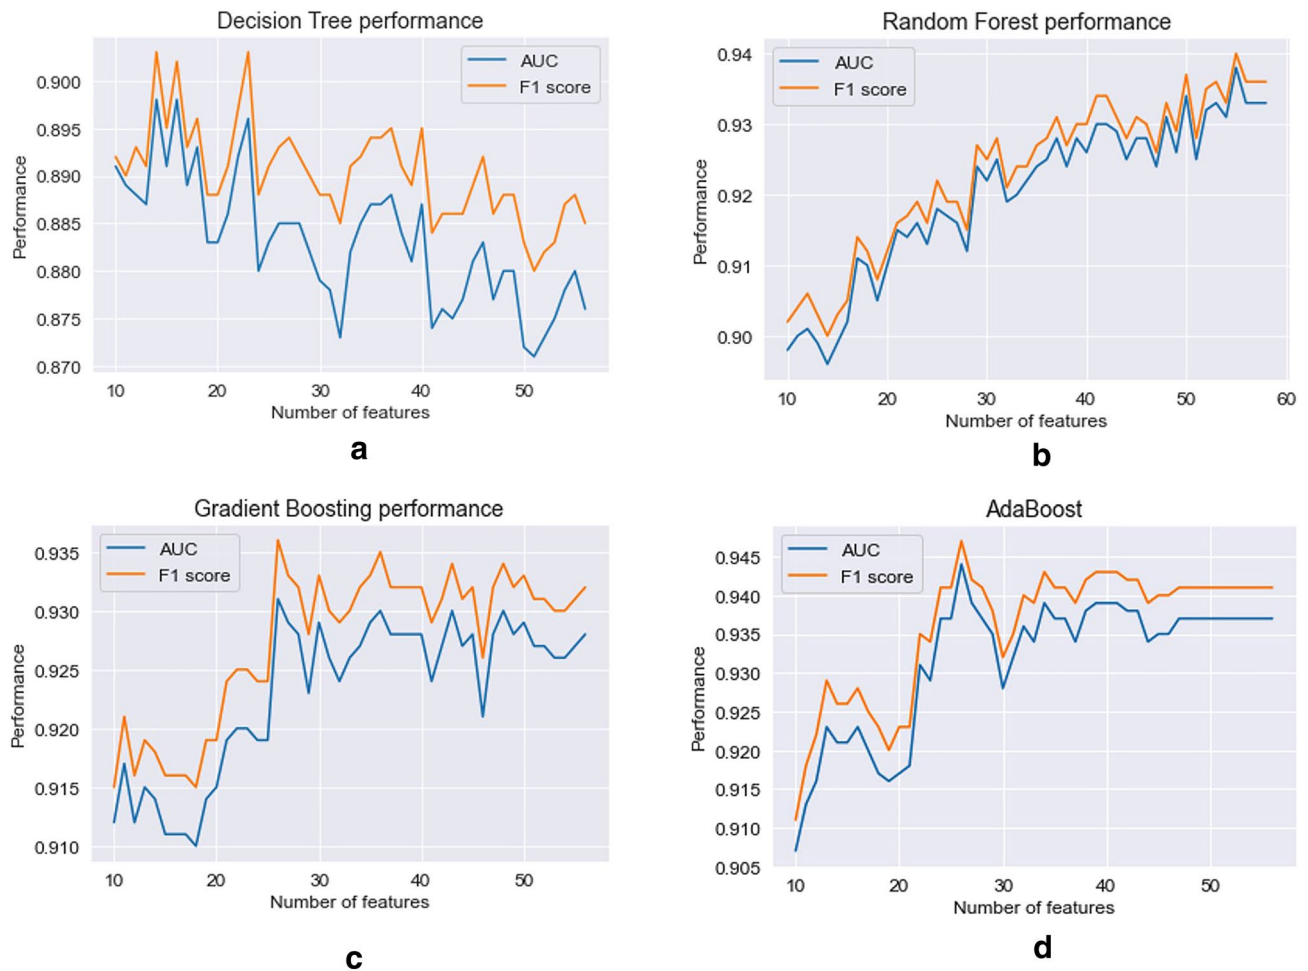 Decision Tree performance
AUC
F1 score
0.900
0.895
0.890
0.885
0.880
0.875
0.870
Performance
10 20 30 40 50
Number of features
a
Random Forest performance
AUC
F1 score
0.94
0.93
0.92
0.91
0.90
Performance
10 20 30 40 50 60
Number of features
b
Gradient Boosting performance
AUC
F1 score
0.935
0.930
0.925
0.920
0.915
0.910
Performance
10 20 30 40 50
Number of features
c
AdaBoost
AUC
F1 score
0.945
0.940
0.935
0.930
0.925
0.920
0.915
0.910
0.905
Performance
10 20 30 40 50
Number of features
d